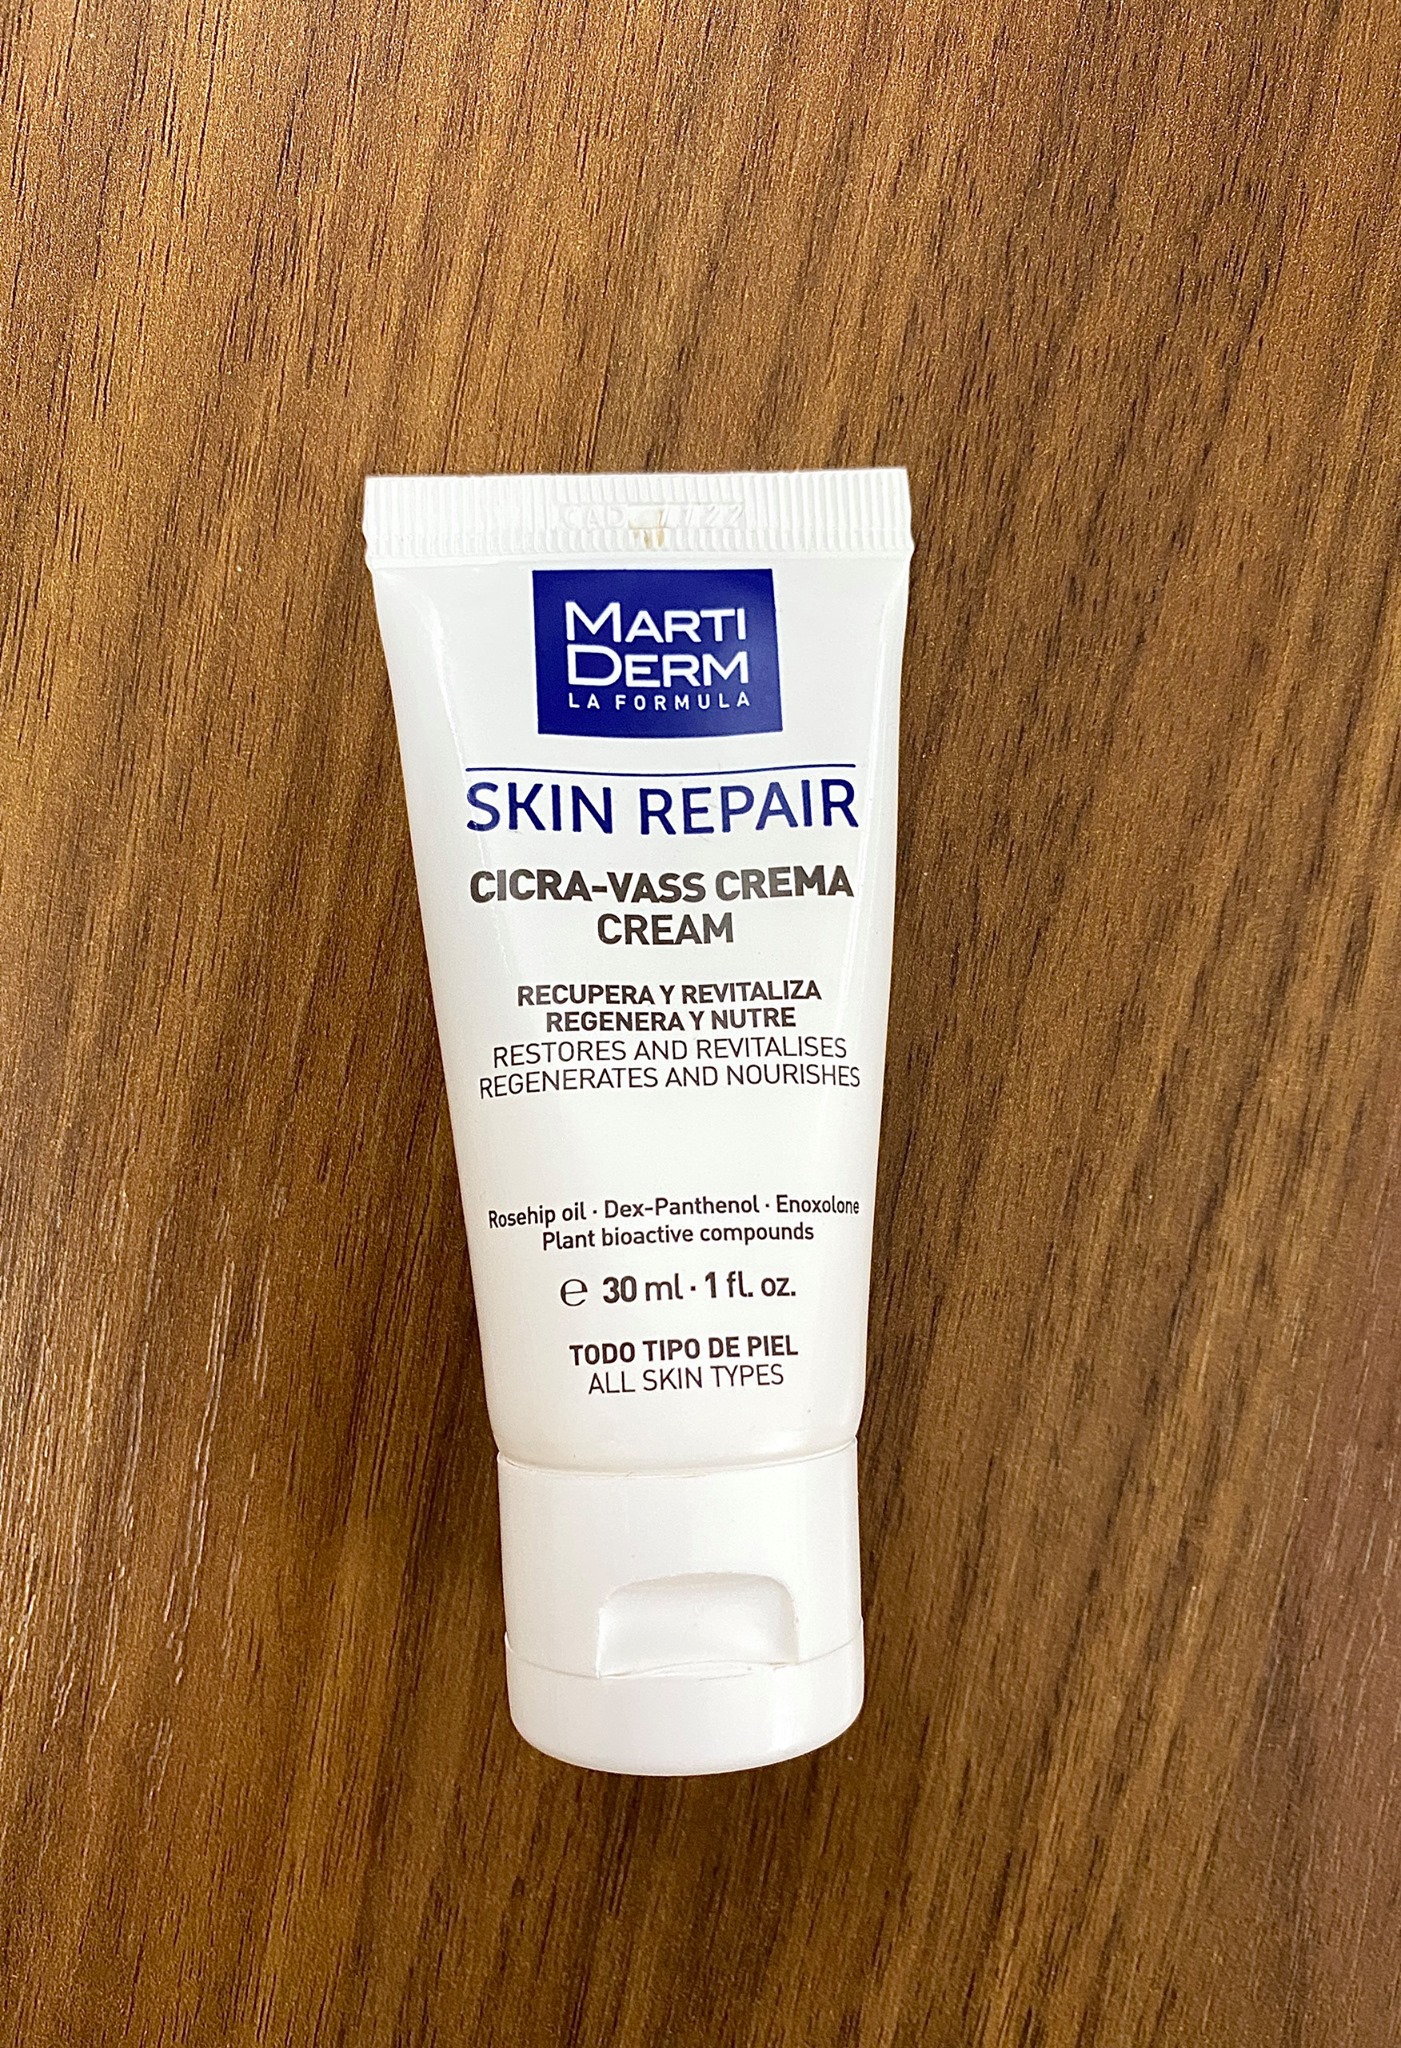 CAD
MARTI
DERM
LA FORMULA
SKIN REPAIR
CICRA-VASS CREMA
CREAM
RECUPERA Y REVITALIZA
REGENERA Y NUTRE
RESTORES AND REVITALISES
REGENERATES AND NOURISHES
Rosehip oil · Dex-Panthenol · Enoxolone
Plant bioactive compounds
℮ 30 ml · 1 fl. oz.
TODO TIPO DE PIEL
ALL SKIN TYPES